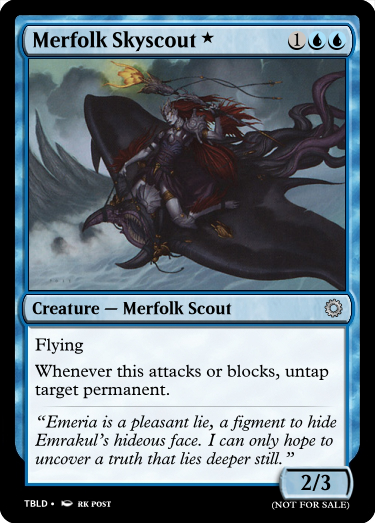 Merfolk Skyscout ★ 1
Creature — Merfolk Scout
Flying
Whenever this attacks or blocks, untap
target permanent.
“Emeria is a pleasant lie, a figment to hide
Emrakul’s hideous face. I can only hope to
uncover a truth that lies deeper still.”
2/3
TBLD • RK POST
(NOT FOR SALE)